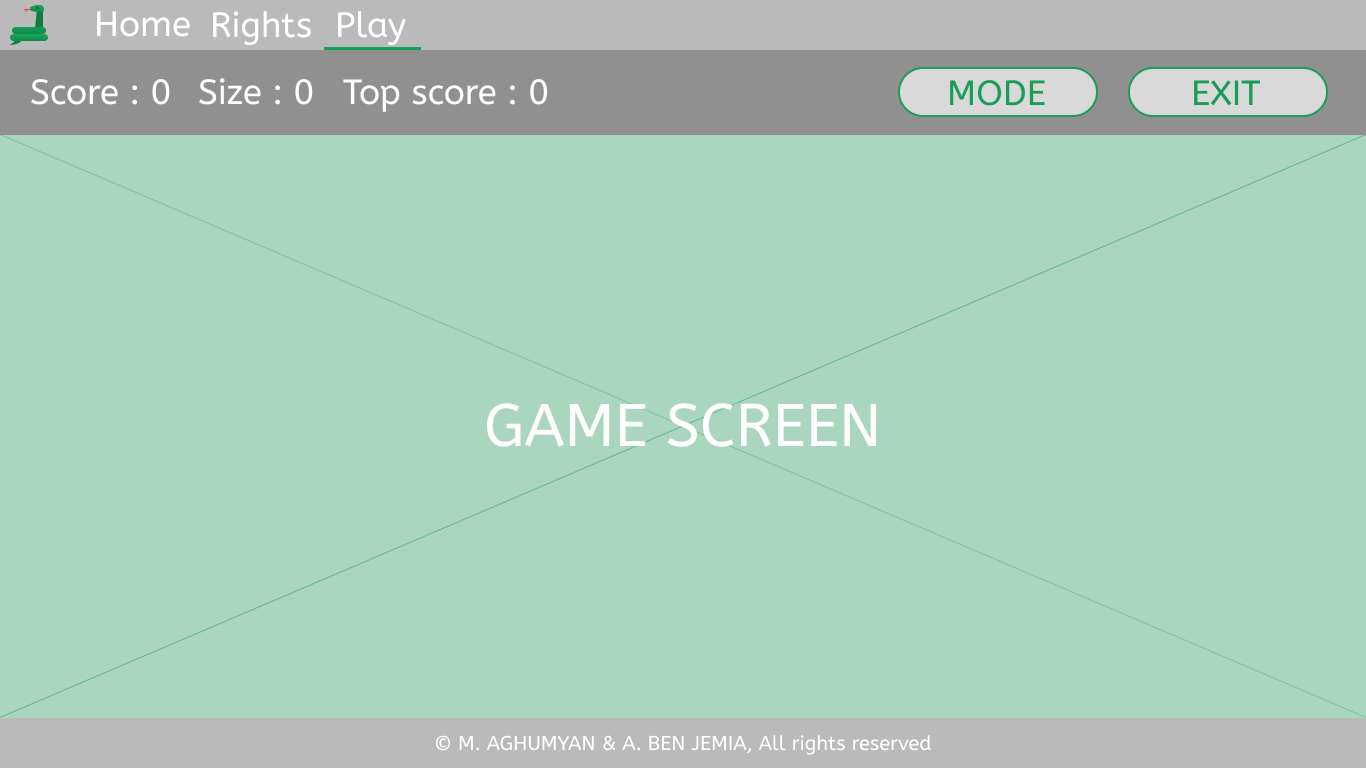 Home Rights Play
Score : 0 Size : 0 Top score : 0 MODE EXIT
GAME SCREEN
© M. AGHUMYAN & A. BEN JEMIA, All rights reserved